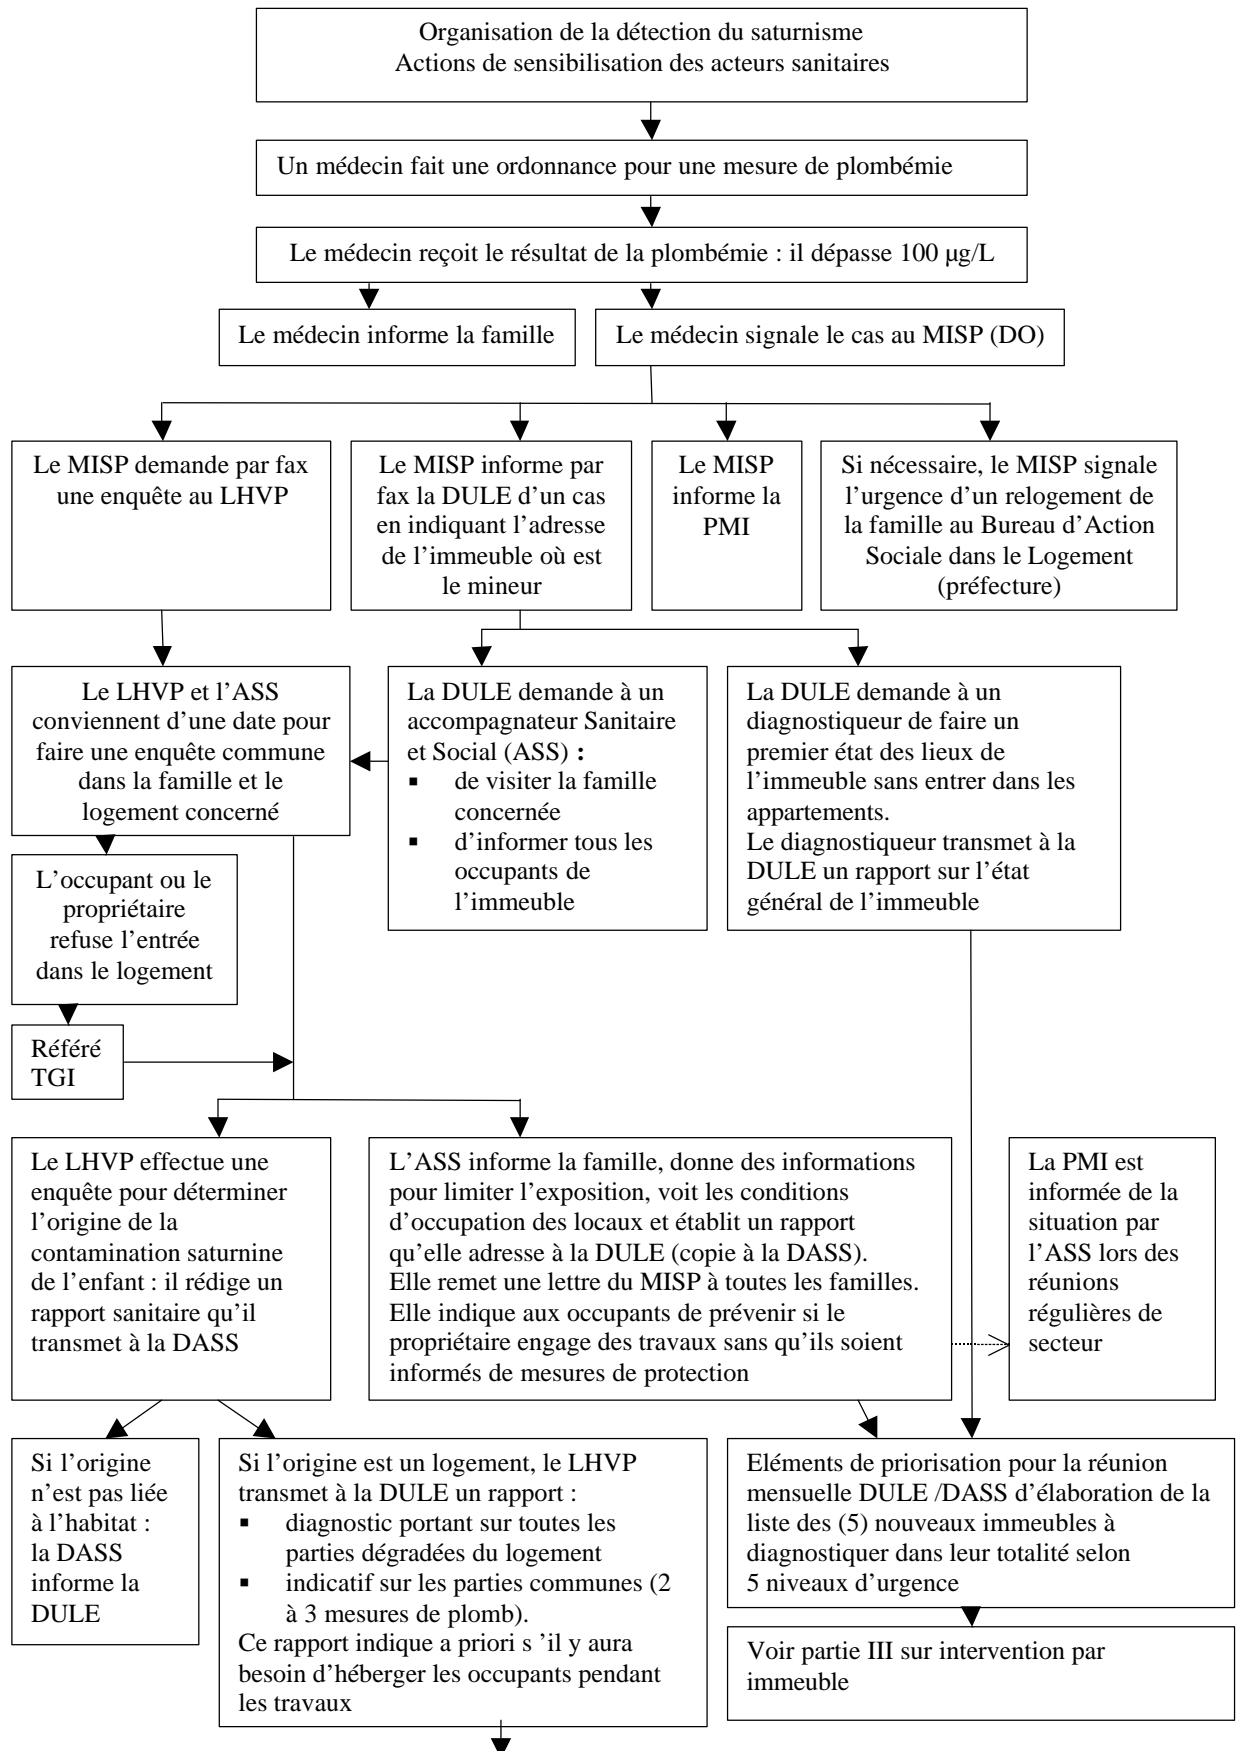 Organisation de la détection du saturnisme
Actions de sensibilisation des acteurs sanitaires
Un médecin fait une ordonnance pour une mesure de plombémie
Le médecin reçoit le résultat de la plombémie : il dépasse 100 µg/L
Le médecin informe la famille
Le médecin signale le cas au MISP (DO)
Le MISP demande par fax
une enquête au LHVP
Le MISP informe par
fax la DULE d’un cas
en indiquant l’adresse
de l’immeuble où est
le mineur
Le MISP
informe la
PMI
Si nécessaire, le MISP signale
l’urgence d’un relogement de
la famille au Bureau d’Action
Sociale dans le Logement
(préfecture)
Le LHVP et l’ASS
conviennent d’une date pour
faire une enquête commune
dans la famille et le
logement concerné
La DULE demande à un
accompagnateur Sanitaire
et Social (ASS) :
▪ de visiter la famille
concernée
▪ d’informer tous les
occupants de
l’immeuble
La DULE demande à un
diagnostiqueur de faire un
premier état des lieux de
l’immeuble sans entrer dans les
appartements.
Le diagnostiqueur transmet à la
DULE un rapport sur l’état
général de l’immeuble
L’occupant ou le
propriétaire
refuse l’entrée
dans le logement
Référé
TGI
Le LHVP effectue une
enquête pour déterminer
l’origine de la
contamination saturnine
de l’enfant : il rédige un
rapport sanitaire qu’il
transmet à la DASS
L’ASS informe la famille, donne des informations
pour limiter l’exposition, voit les conditions
d’occupation des locaux et établit un rapport
qu’elle adresse à la DULE (copie à la DASS).
Elle remet une lettre du MISP à toutes les familles.
Elle indique aux occupants de prévenir si le
propriétaire engage des travaux sans qu’ils soient
informés de mesures de protection
La PMI est
informée de la
situation par
l’ASS lors des
réunions
régulières de
secteur
Si l’origine
n’est pas liée
à l’habitat :
la DASS
informe la
DULE
Si l’origine est un logement, le LHVP
transmet à la DULE un rapport :
▪ diagnostic portant sur toutes les
parties dégradées du logement
▪ indicatif sur les parties communes (2
à 3 mesures de plomb).
Ce rapport indique a priori s ’il y aura
besoin d’héberger les occupants pendant
les travaux
Eléments de priorisation pour la réunion
mensuelle DULE /DASS d’élaboration de la
liste des (5) nouveaux immeubles à
diagnostiquer dans leur totalité selon
5 niveaux d’urgence
Voir partie III sur intervention par
immeuble